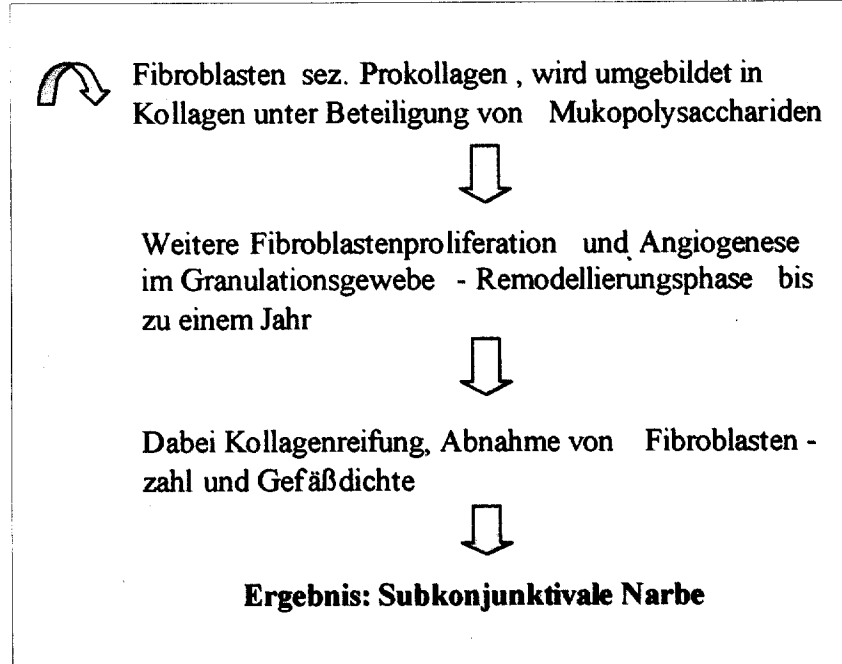 Fibroblasten sez. Prokollagen , wird umgebildet in
Kollagen unter Beteiligung von Mukopolysacchariden
Weitere Fibroblastenproliferation und Angiogenese
im Granulationsgewebe - Remodellierungsphase bis
zu einem Jahr
Dabei Kollagenreifung, Abnahme von Fibroblasten -
zahl und Gefäßdichte
Ergebnis: Subkonjunktivale Narbe